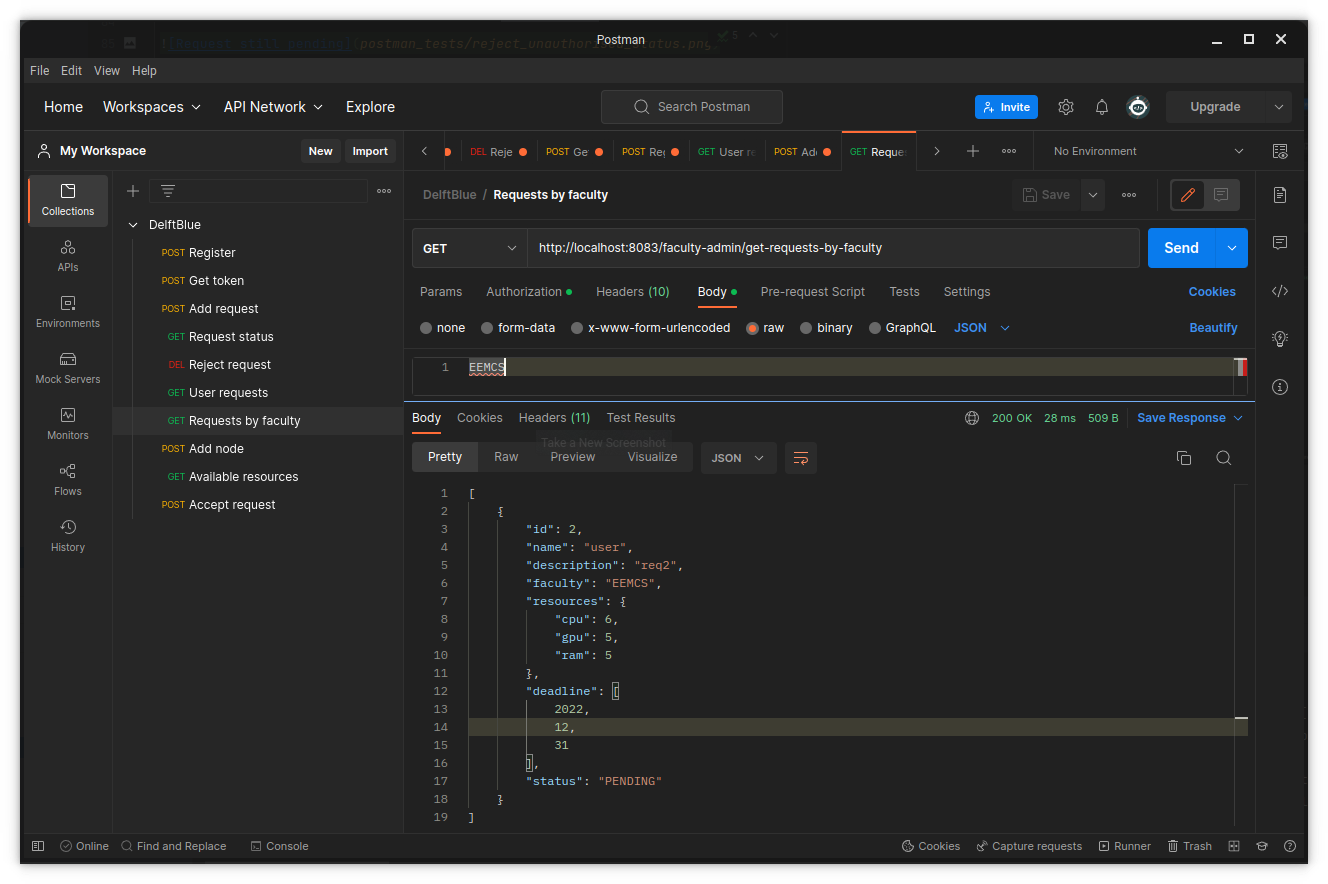 Postman
File Edit View Help
Home Workspaces API Network Explore
Search Postman
Invite
Upgrade
My Workspace
New
Import
DEL Reje
POST Ge
POST Re
GET User re
POST Ad
GET Reque
No Environment
Collections
APIs
Environments
Mock Servers
Monitors
Flows
History
DelftBlue
POST Register
POST Get token
POST Add request
GET Request status
DEL Reject request
GET User requests
GET Requests by faculty
POST Add node
GET Available resources
POST Accept request
DelftBlue / Requests by faculty
Save
GET
http://localhost:8083/faculty-admin/get-requests-by-faculty
Send
Params Authorization Headers (10) Body Pre-request Script Tests Settings
Cookies
none form-data x-www-form-urlencoded raw binary GraphQL JSON
Beautify
1 EEMCS
Body Cookies Headers (11) Test Results
200 OK 28 ms 509 B Save Response
Take a New Screenshot
Pretty Raw Preview Visualize JSON
1 [
2 {
3 "id": 2,
4 "name": "user",
5 "description": "req2",
6 "faculty": "EEMCS",
7 "resources": {
8 "cpu": 6,
9 "gpu": 5,
10 "ram": 5
11 },
12 "deadline": [
13 2022,
14 12,
15 31
16 ],
17 "status": "PENDING"
18 }
19 ]
Online Find and Replace Console
Cookies Capture requests Runner Trash